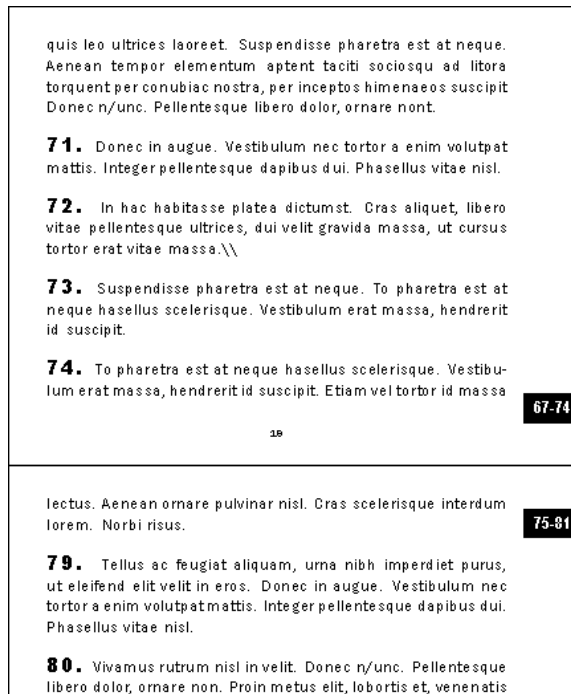 quis leo ultrices laoreet. Suspendisse pharetra est at neque.
Aenean tempor elementum aptent taciti sociosqu ad litora
torquent per conubiac nostra, per inceptos himenaeos suscipit
Donec n/unc. Pellentesque libero dolor, ornare nont.
71. Donec in augue. Vestibulum nec tortor a enim volutpat
mattis. Integer pellentesque dapibus dui. Phasellus vitae nisl.
72. In hac habitasse platea dictumst. Cras aliquet, libero
vitae pellentesque ultrices, dui velit gravida massa, ut cursus
tortor erat vitae massa.\\
73. Suspendisse pharetra est at neque. To pharetra est at
neque hasellus scelerisque. Vestibulum erat massa, hendrerit
id suscipit.
74. To pharetra est at neque hasellus scelerisque. Vestibu-
lum erat massa, hendrerit id suscipit. Etiam vel tortor id massa
67-74
lectus. Aenean ornare pulvinar nisl. Cras scelerisque interdum
lorem. Norbi risus.
75-81
79. Tellus ac feugiat aliquam, urna nibh imperdiet purus,
ut eleifend elit velit in eros. Donec in augue. Vestibulum nec
tortor a enim volutpat mattis. Integer pellentesque dapibus dui.
Phasellus vitae nisl.
80. Vivamus rutrum nisl in velit. Donec n/unc. Pellentesque
libero dolor, ornare non. Proin metus elit, lobortis et, venenatis